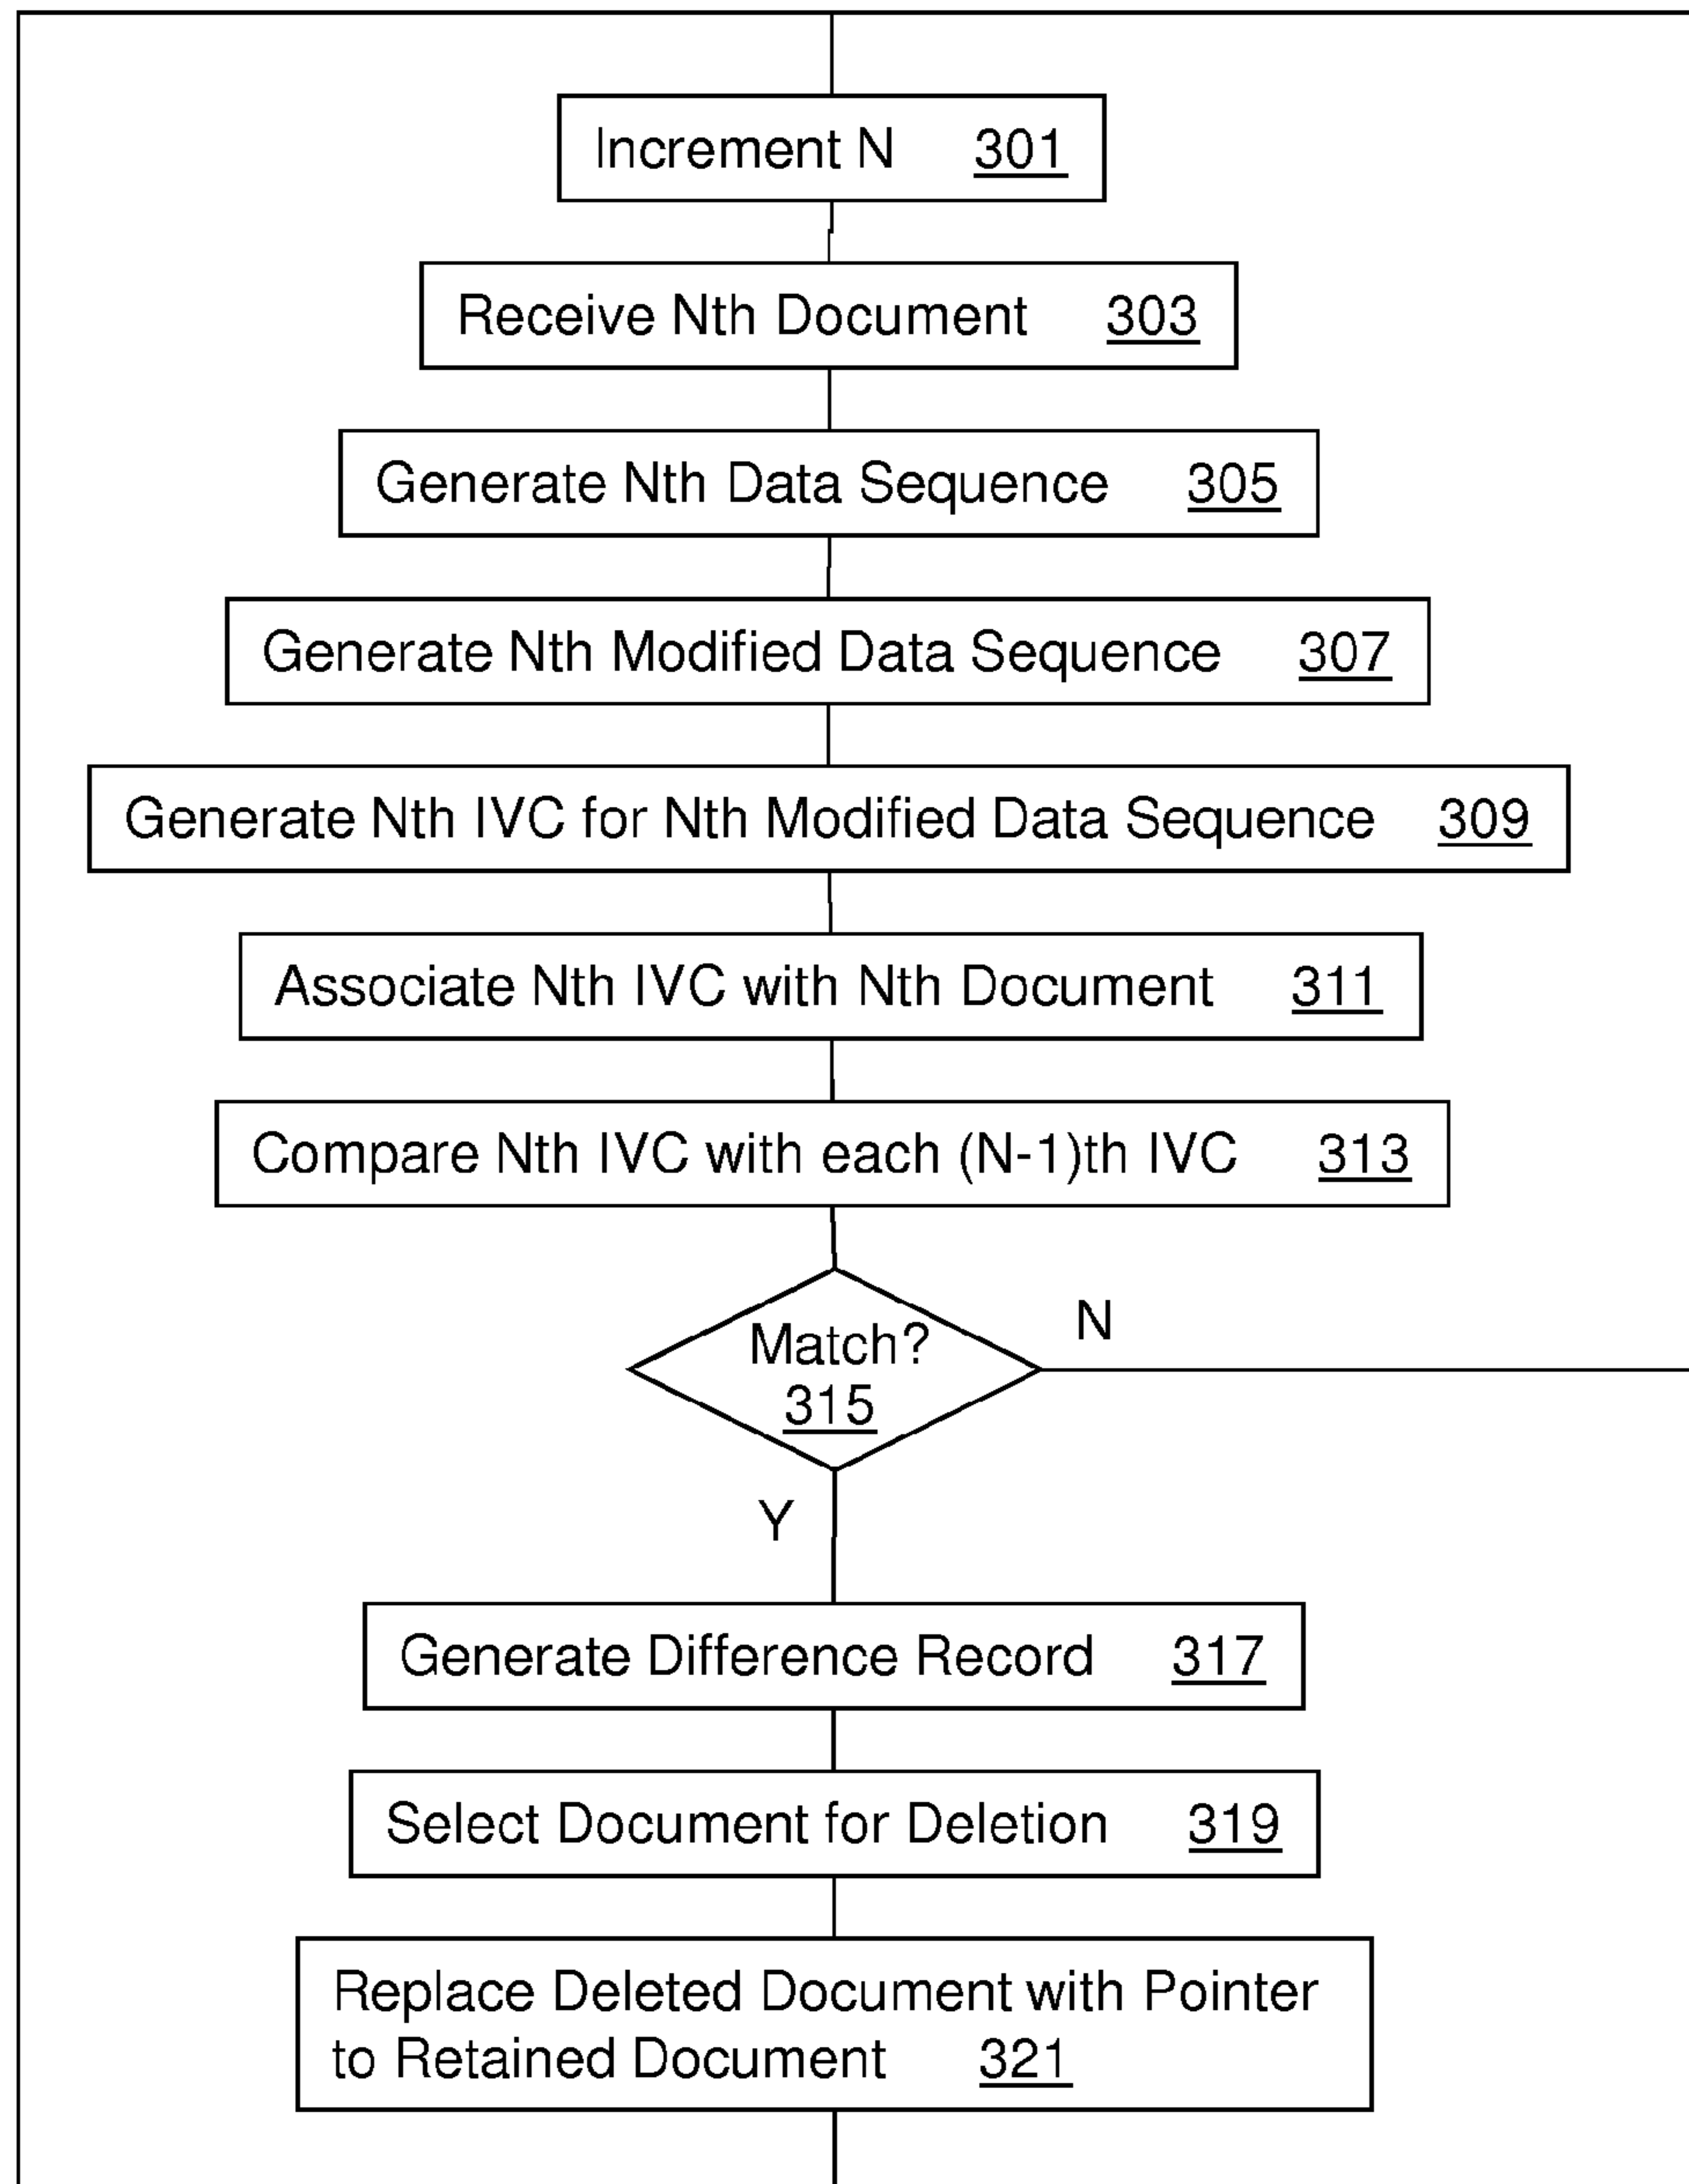 Increment N 301
Receive Nth Document 303
Generate Nth Data Sequence 305
Generate Nth Modified Data Sequence 307
Generate Nth IVC for Nth Modified Data Sequence 309
Associate Nth IVC with Nth Document 311
Compare Nth IVC with each (N-1)th IVC 313
N
Match?
315
Y
Generate Difference Record 317
Select Document for Deletion 319
Replace Deleted Document with Pointer
to Retained Document 321